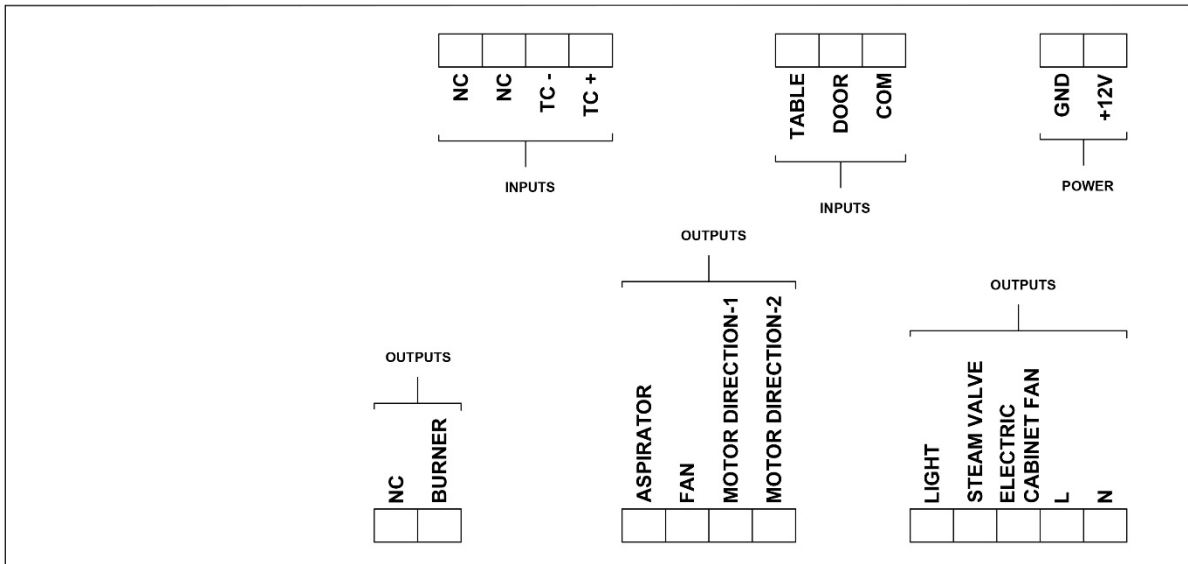 NC
NC
TC -
TC +
INPUTS
TABLE
DOOR
COM
INPUTS
GND
+12V
POWER
OUTPUTS
NC
BURNER
OUTPUTS
ASPIRATOR
FAN
MOTOR DIRECTION-1
MOTOR DIRECTION-2
OUTPUTS
LIGHT
STEAM VALVE
ELECTRIC
CABINET FAN
L
N